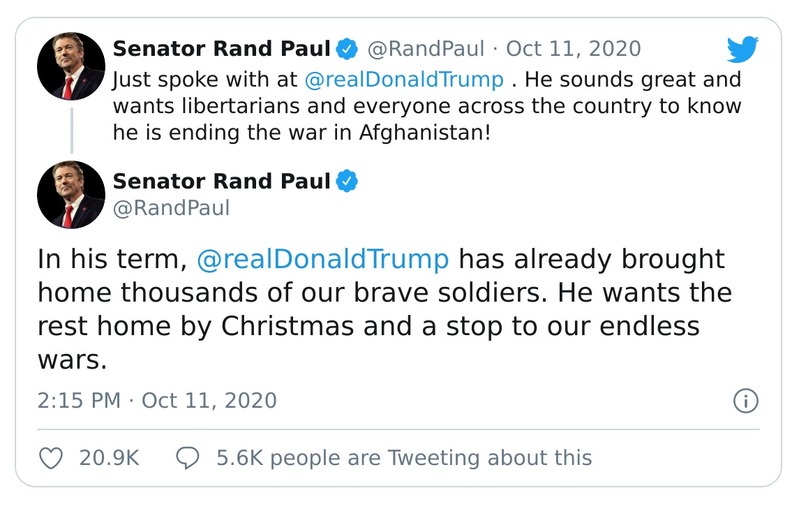 Senator Rand Paul @RandPaul · Oct 11, 2020
Just spoke with at @realDonaldTrump . He sounds great and
wants libertarians and everyone across the country to know
he is ending the war in Afghanistan!
Senator Rand Paul
@RandPaul
In his term, @realDonaldTrump has already brought
home thousands of our brave soldiers. He wants the
rest home by Christmas and a stop to our endless
wars.
2:15 PM · Oct 11, 2020
20.9K 5.6K people are Tweeting about this